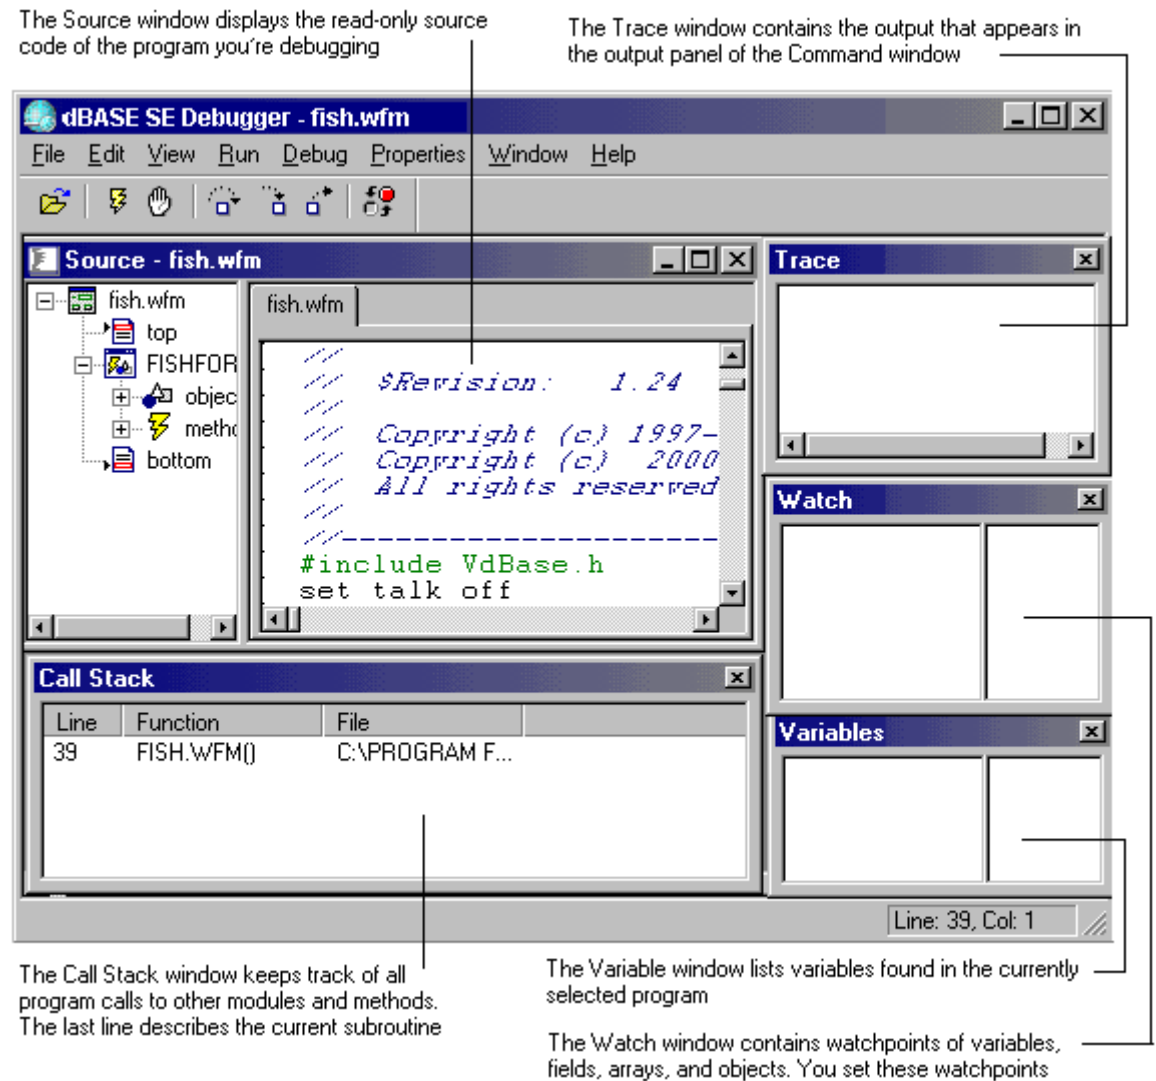 The Source window displays the read-only source
code of the program you're debugging
The Trace window contains the output that appears in
the output panel of the Command window
dBASE SE Debugger - fish.wfm
File Edit View Run Debug Properties Window Help
Source - fish.wfm
fish.wfm
top
FISHFOR
objec
metho
bottom
fish.wfm
//
// $Revision: 1.24
//
// Copyright (c) 1997-
// Copyright (c) 2000
// All rights reserved
//
//---------------------
#include VdBase.h
set talk off
Trace
Watch
Call Stack
Line Function File
39 FISH.WFM() C:\PROGRAM F...
Variables
Line: 39, Col: 1
The Call Stack window keeps track of all
program calls to other modules and methods.
The last line describes the current subroutine
The Variable window lists variables found in the currently
selected program
The Watch window contains watchpoints of variables,
fields, arrays, and objects. You set these watchpoints